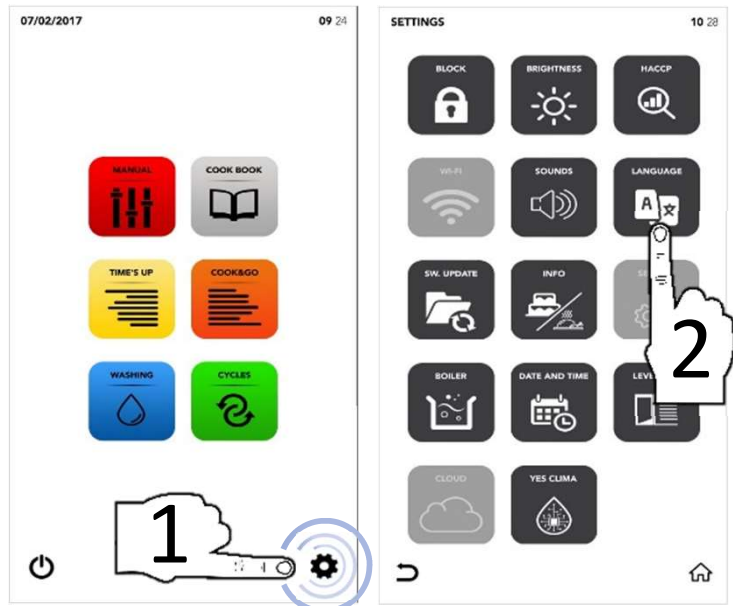 07/02/2017 09 24
MANUAL COOK BOOK
TIME'S UP COOK&GO
WASHING CYCLES
1
SETTINGS 10 28
BLOCK BRIGHTNESS HACCP
WI-FI SOUNDS LANGUAGE
A
SW. UPDATE INFO
2
BOILER DATE AND TIME
CLOUD YES CLIMA